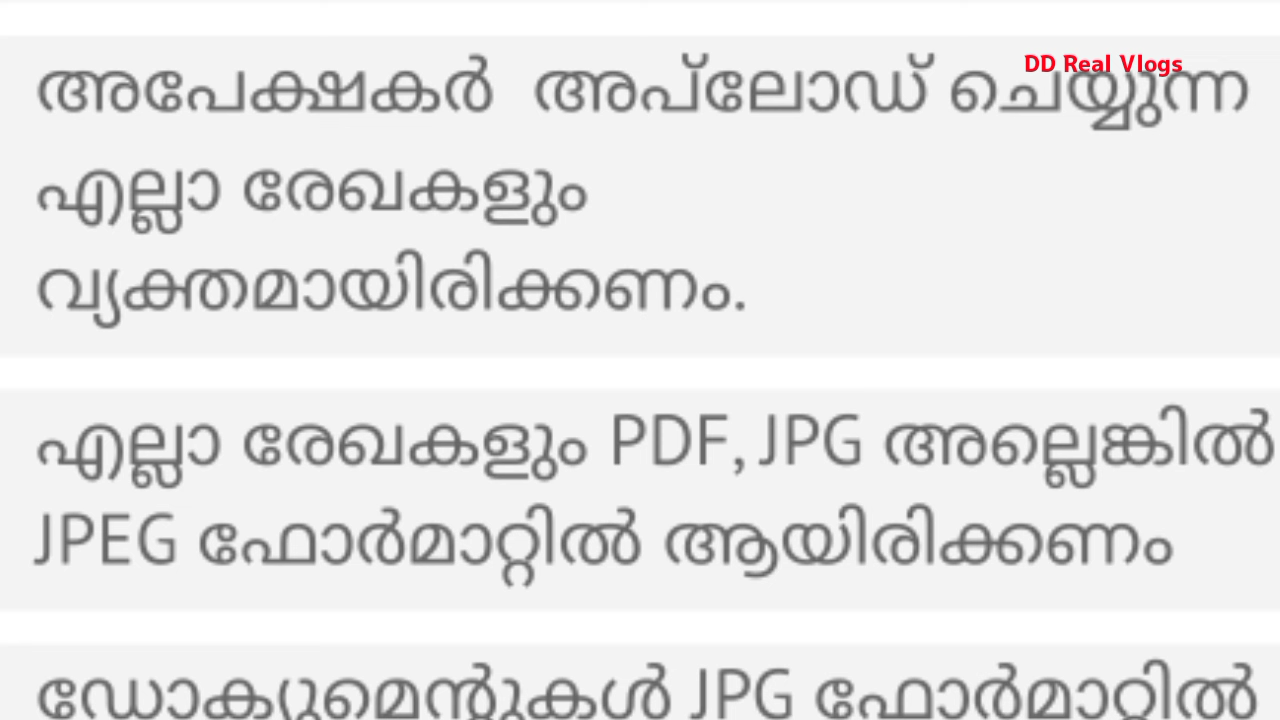 DD Real Vlogs
അപേക്ഷകർ അപ്‌ലോഡ് ചെയ്യുന്ന
എല്ലാ രേഖകളും
വ്യക്തമായിരിക്കണം.
എല്ലാ രേഖകളും PDF, JPG അല്ലെങ്കിൽ
JPEG ഫോർമാറ്റിൽ ആയിരിക്കണം
ഡോക്യുമെന്റുകൾ JPG ഫോർമാറ്റിൽ